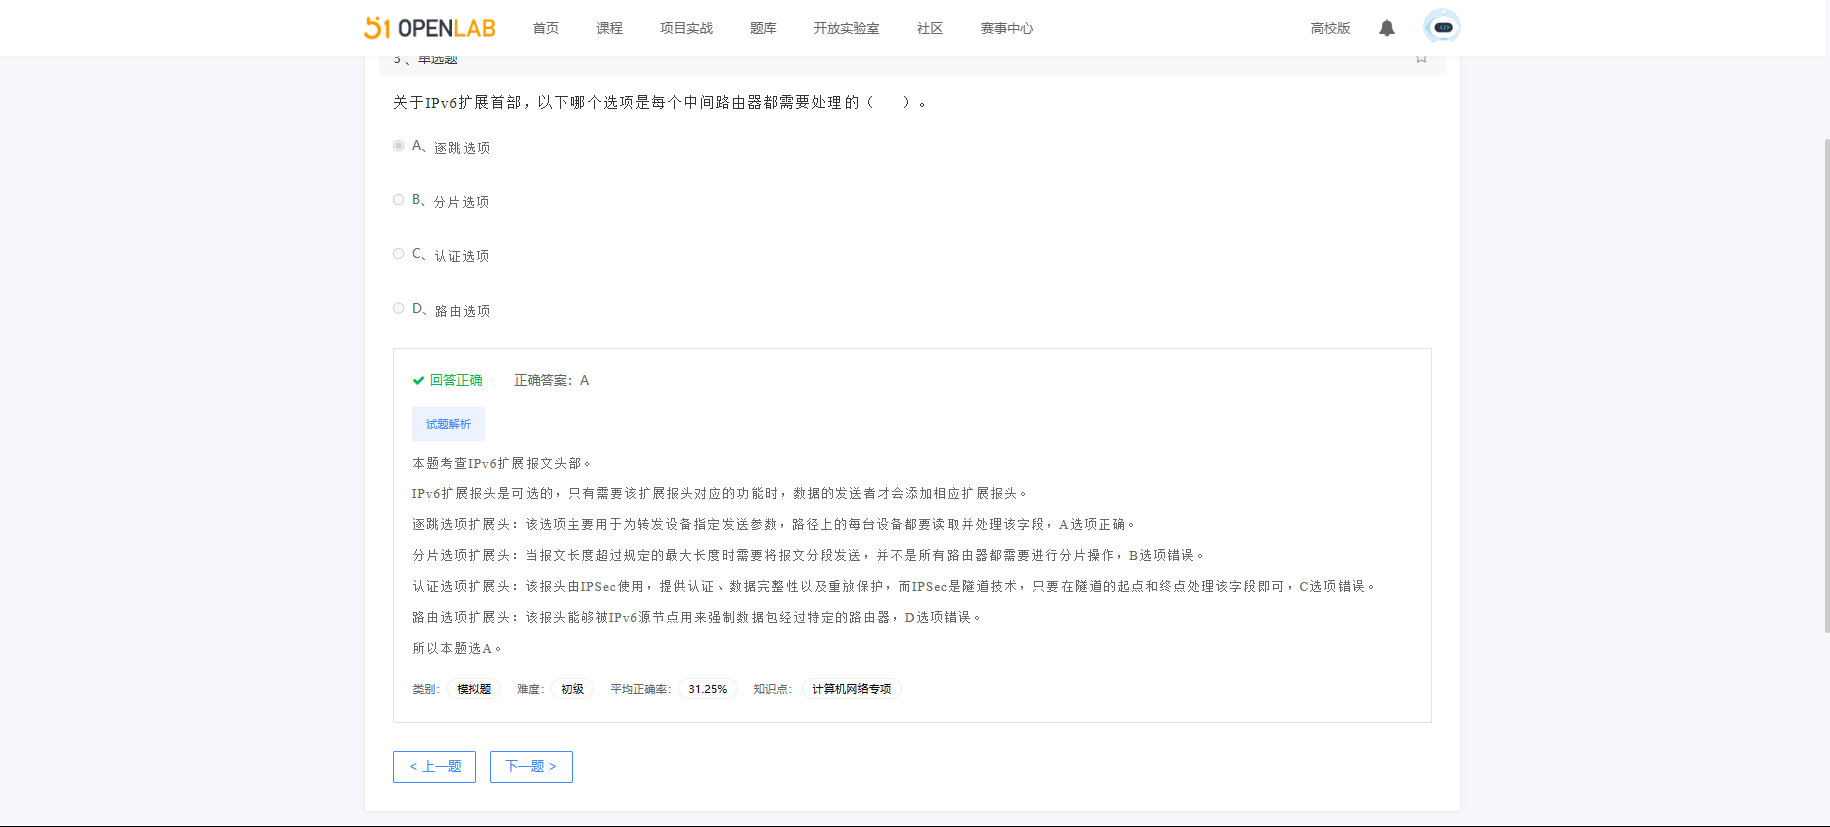 51 OPENLAB 首页 课程 项目实战 题库 开放实验室 社区 赛事中心 高校版
3 、单选题
关于IPv6扩展首部，以下哪个选项是每个中间路由器都需要处理的（　　）。
A、逐跳选项
B、分片选项
C、认证选项
D、路由选项
回答正确 正确答案：A
试题解析
本题考查IPv6扩展报文头部。
IPv6扩展报头是可选的，只有需要该扩展报头对应的功能时，数据的发送者才会添加相应扩展报头。
逐跳选项扩展头：该选项主要用于为转发设备指定发送参数，路径上的每台设备都要读取并处理该字段，A选项正确。
分片选项扩展头：当报文长度超过规定的最大长度时需要将报文分段发送，并不是所有路由器都需要进行分片操作，B选项错误。
认证选项扩展头：该报头由IPSec使用，提供认证、数据完整性以及重放保护，而IPSec是隧道技术，只要在隧道的起点和终点处理该字段即可，C选项错误。
路由选项扩展头：该报头能够被IPv6源节点用来强制数据包经过特定的路由器，D选项错误。
所以本题选A。
类别： 模拟题 难度： 初级 平均正确率： 31.25% 知识点： 计算机网络专项
< 上一题 下一题 >